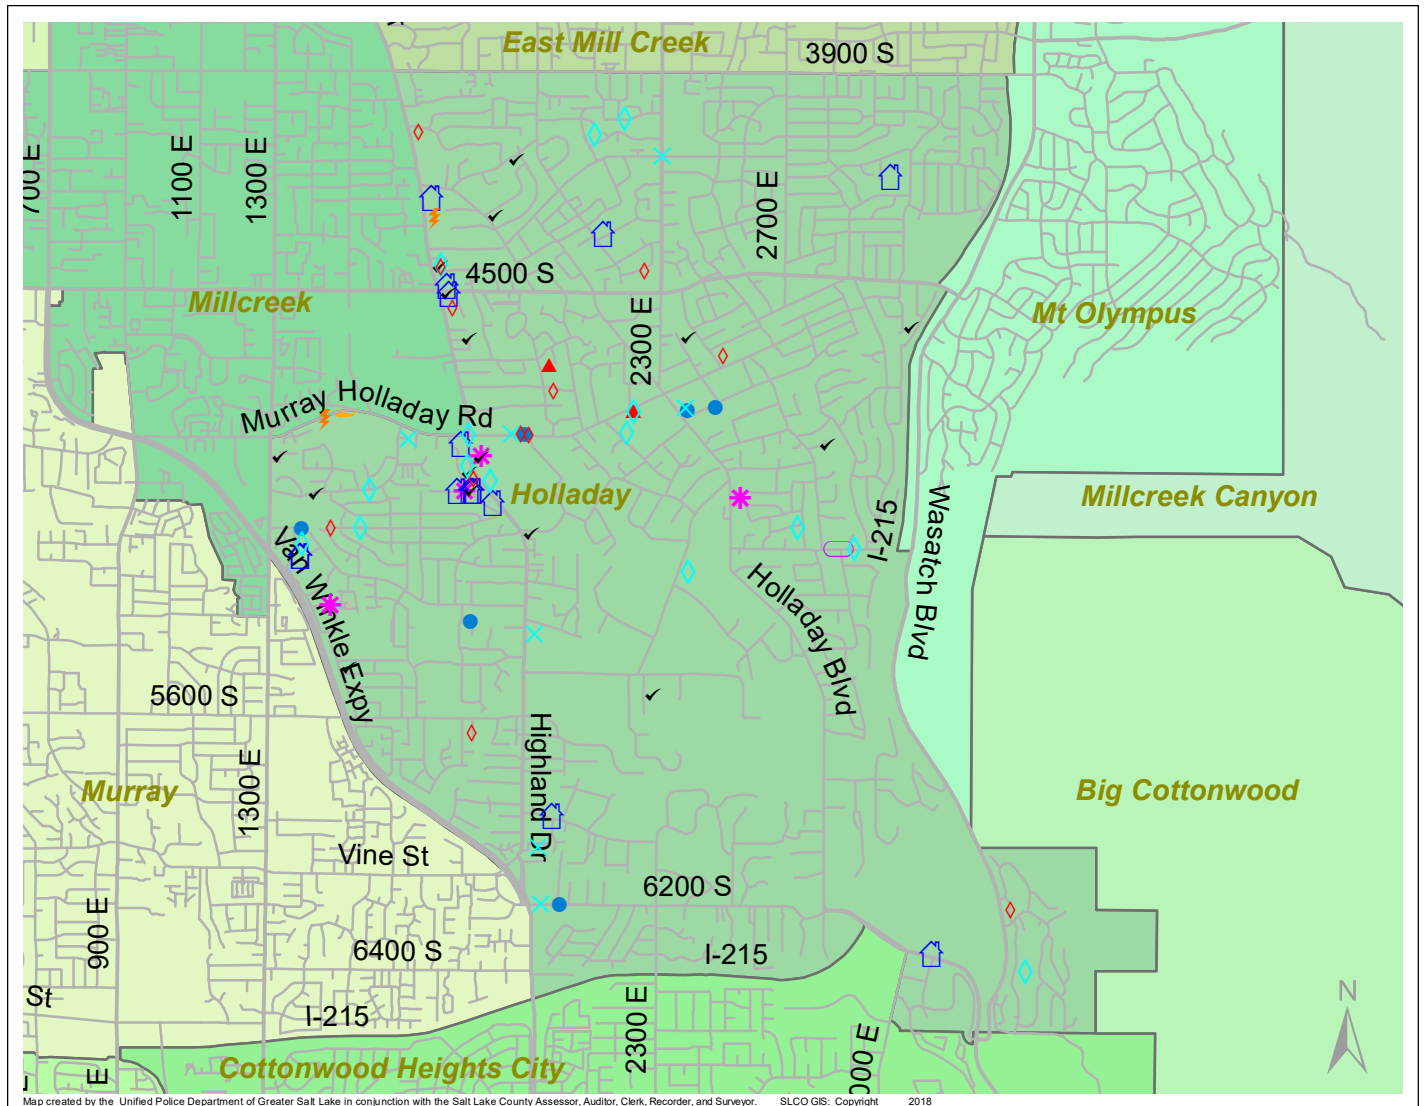 East Mill Creek
3900 S
700 E
1100 E
1300 E
2700 E
4500 S
Millcreek
Mt Olympus
2300 E
Murray Holladay Rd
Holladay
Millcreek Canyon
I-215
Wasatch Blvd
Van Winkle Expy
Holladay Blvd
5600 S
Highland Dr
Murray
1300 E
Big Cottonwood
Vine St
6200 S
900 E
6400 S
I-215
St
I-215
N
2300 E
000 E
Cottonwood Heights City
E
Map created by the Unified Police Department of Greater Salt Lake in conjunction with the Salt Lake County Assessor, Auditor, Clerk, Recorder, and Surveyor. SLCO GIS: Copyright 2018